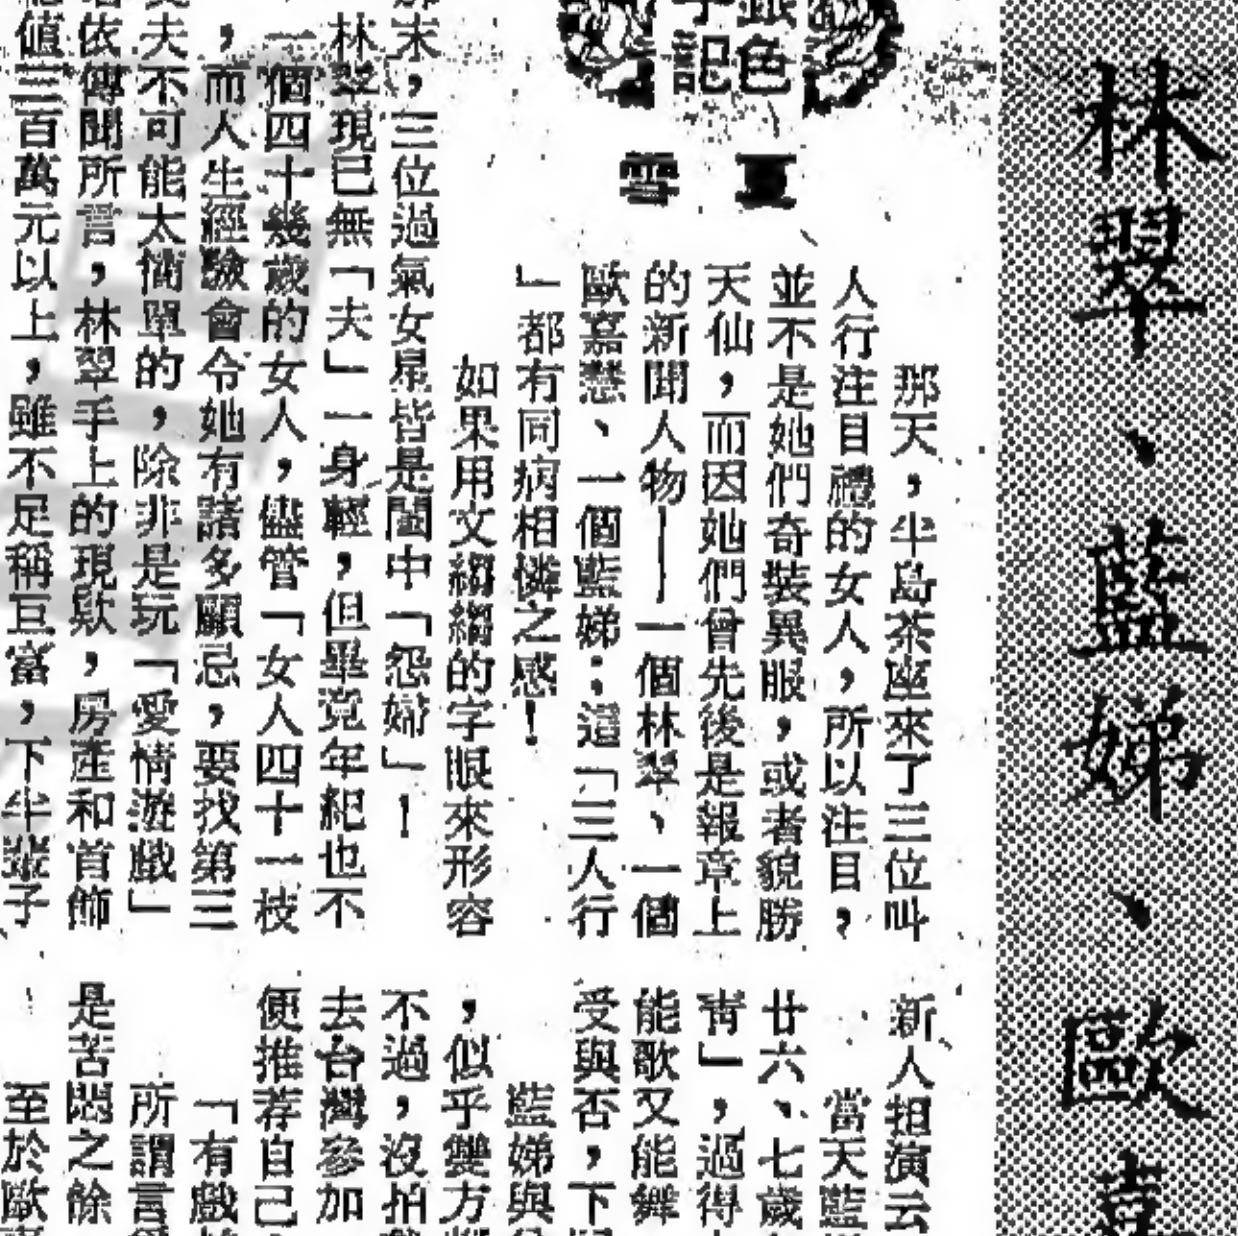 林翠、藍娣、歐嘉
銀色
手記
夏
雪
那天，半島茶座來了三位叫
人行注目禮的女人，所以注目，
並不是她們奇裝異服，或者貌勝
天仙，而因她們曾先後是報章上
的新聞人物——一個林翠、一個
歐嘉慧、一個藍娣；這「三人行
」都有同病相憐之感！
如果用文縐縐的字眼來形容
那末，三位過氣女星皆是閨中「怨婦」！
林翠現已無「夫」一身輕，但畢竟年紀也不
一個四十幾歲的女人，儘管「女人四十一枝
，而人生經驗會令她有諸多顧忌，要找第三
夫不可能太簡單的，除非是玩「愛情遊戲」
依傳聞所言，林翠手上的現欵，房產和首飾
值三百萬元以上，雖不足稱亘富，下半輩子
新人担演云
當天藍
廿六、七歲
靑」，過得
能歌又能舞
受與否，下
藍娣與
，似乎雙方
不過，沒拍
去台灣參加
便推荐自己
「有戲
所謂言
是苦悶之餘
至於歐